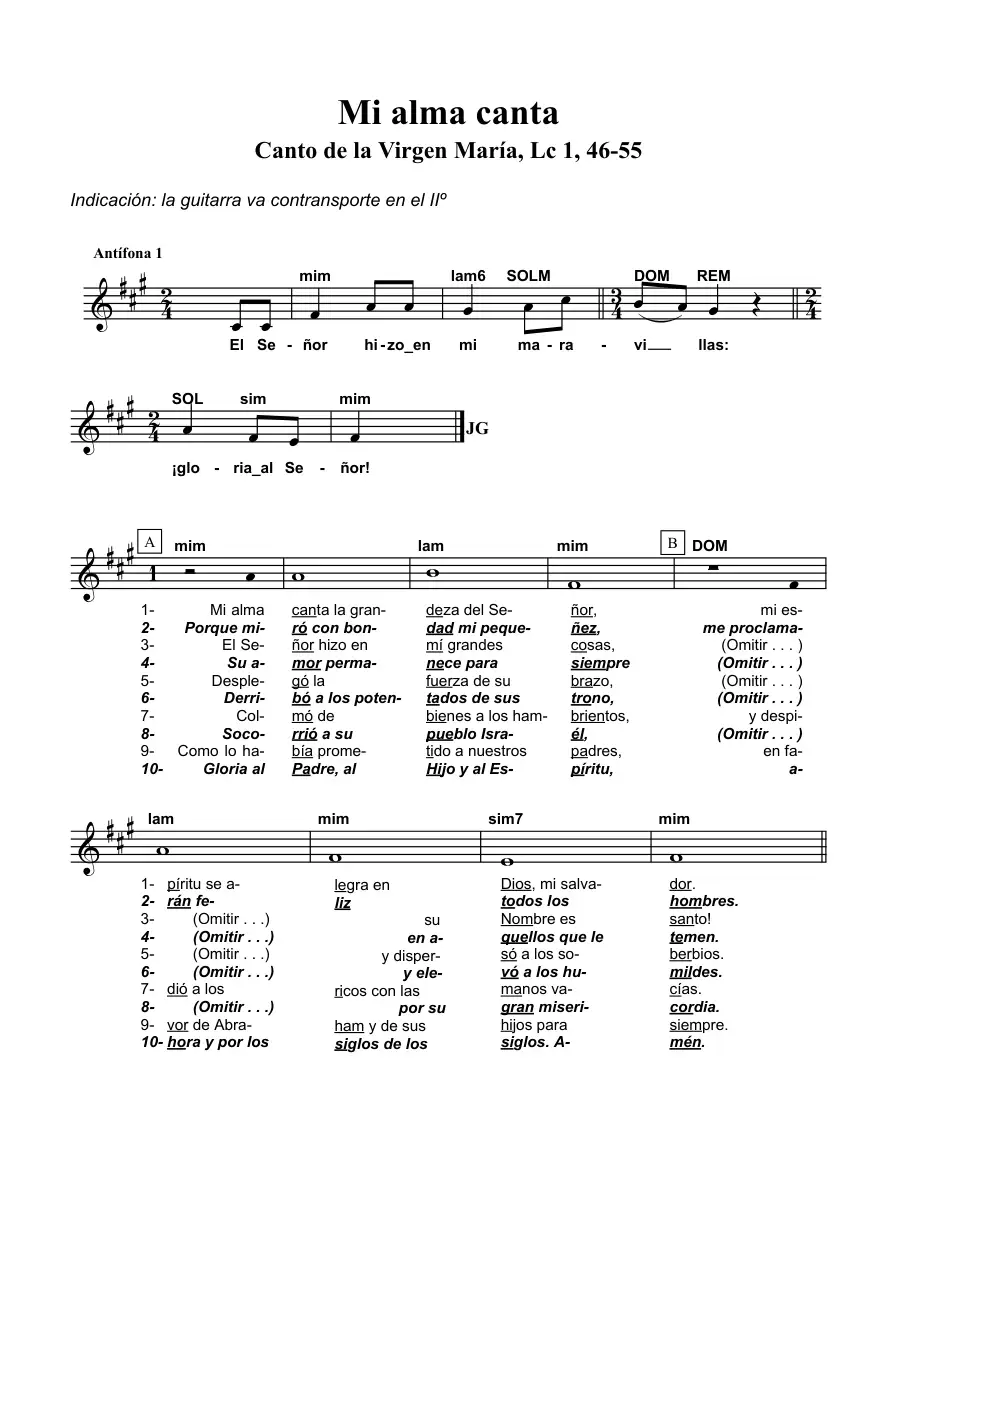 Mi alma canta
Canto de la Virgen María, Lc 1, 46-55
Indicación: la guitarra va contransporte en el IIº
Antífona 1
mim lam6 SOLM DOM REM
2 4 3 4 2 4
El Se - ñor hi-zo_en mi ma-ra - vi llas:
SOL sim mim
2 4
JG
¡glo - ria_al Se - ñor!
A mim lam mim B DOM
1
1- Mi alma canta la gran- deza del Se- ñor, mi es-
2- Porque mi- ró con bon- dad mi peque- ñez, me proclama-
3- El Se- ñor hizo en mí grandes cosas, (Omitir . . . )
4- Su a- mor perma- nece para siempre (Omitir . . . )
5- Desple- gó la fuerza de su brazo, (Omitir . . . )
6- Derri- bó a los poten- tados de sus trono, (Omitir . . . )
7- Col- mó de bienes a los ham- brientos, y despi-
8- Soco- rrió a su pueblo Isra- él, (Omitir . . . )
9- Como lo ha- bía prome- tido a nuestros padres, en fa-
10- Gloria al Padre, al Hijo y al Es- píritu, a-
lam mim sim7 mim
1- píritu se a- legra en Dios, mi salva- dor.
2- rán fe- liz todos los hombres.
3- (Omitir . . .) su Nombre es santo!
4- (Omitir . . .) en a- quellos que le temen.
5- (Omitir . . .) y disper- só a los so- berbios.
6- (Omitir . . .) y ele- vó a los hu- mildes.
7- dió a los ricos con las manos va- cías.
8- (Omitir . . .) por su gran miseri- cordia.
9- vor de Abra- ham y de sus hijos para siempre.
10- hora y por los siglos de los siglos. A- mén.